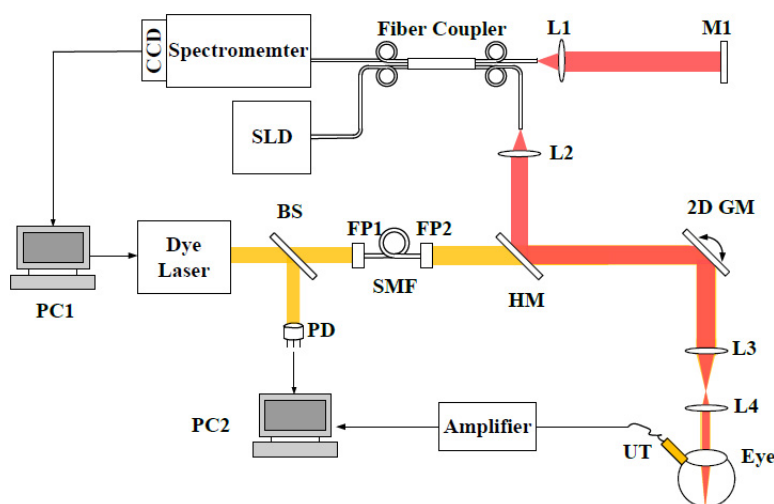 Fiber Coupler
L1
M1
CCD
Spectromemter
SLD
L2
2D GM
BS
FP1
FP2
Dye
Laser
SMF
HM
PC1
PD
L3
L4
PC2
Amplifier
UT
Eye